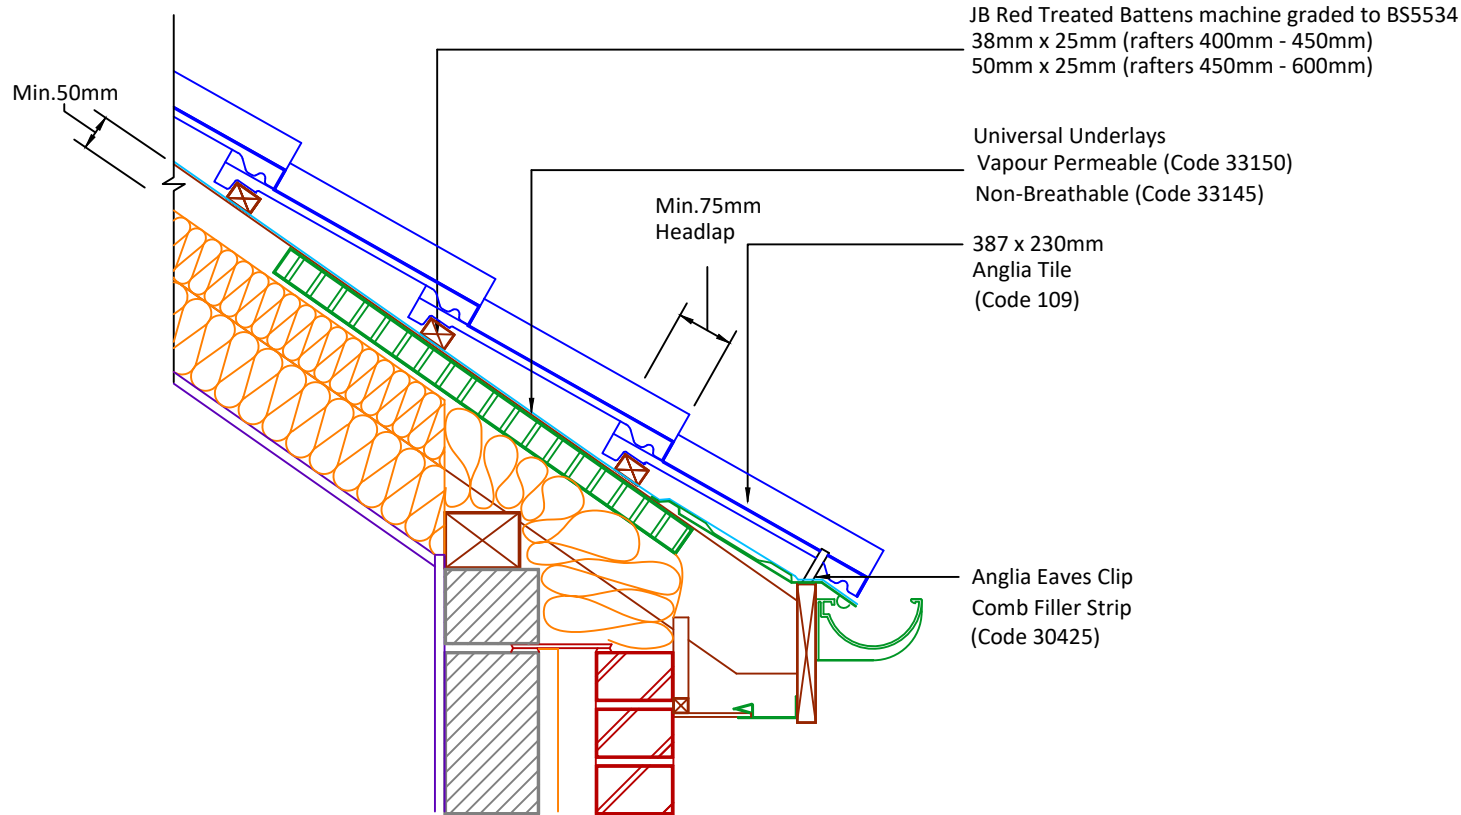 JB Red Treated Battens machine graded to BS5534
38mm x 25mm (rafters 400mm - 450mm)
50mm x 25mm (rafters 450mm - 600mm)
Min.50mm
Universal Underlays
Vapour Permeable (Code 33150)
Non-Breathable (Code 33145)
Min.75mm
Headlap
387 x 230mm
Anglia Tile
(Code 109)
Anglia Eaves Clip
Comb Filler Strip
(Code 30425)